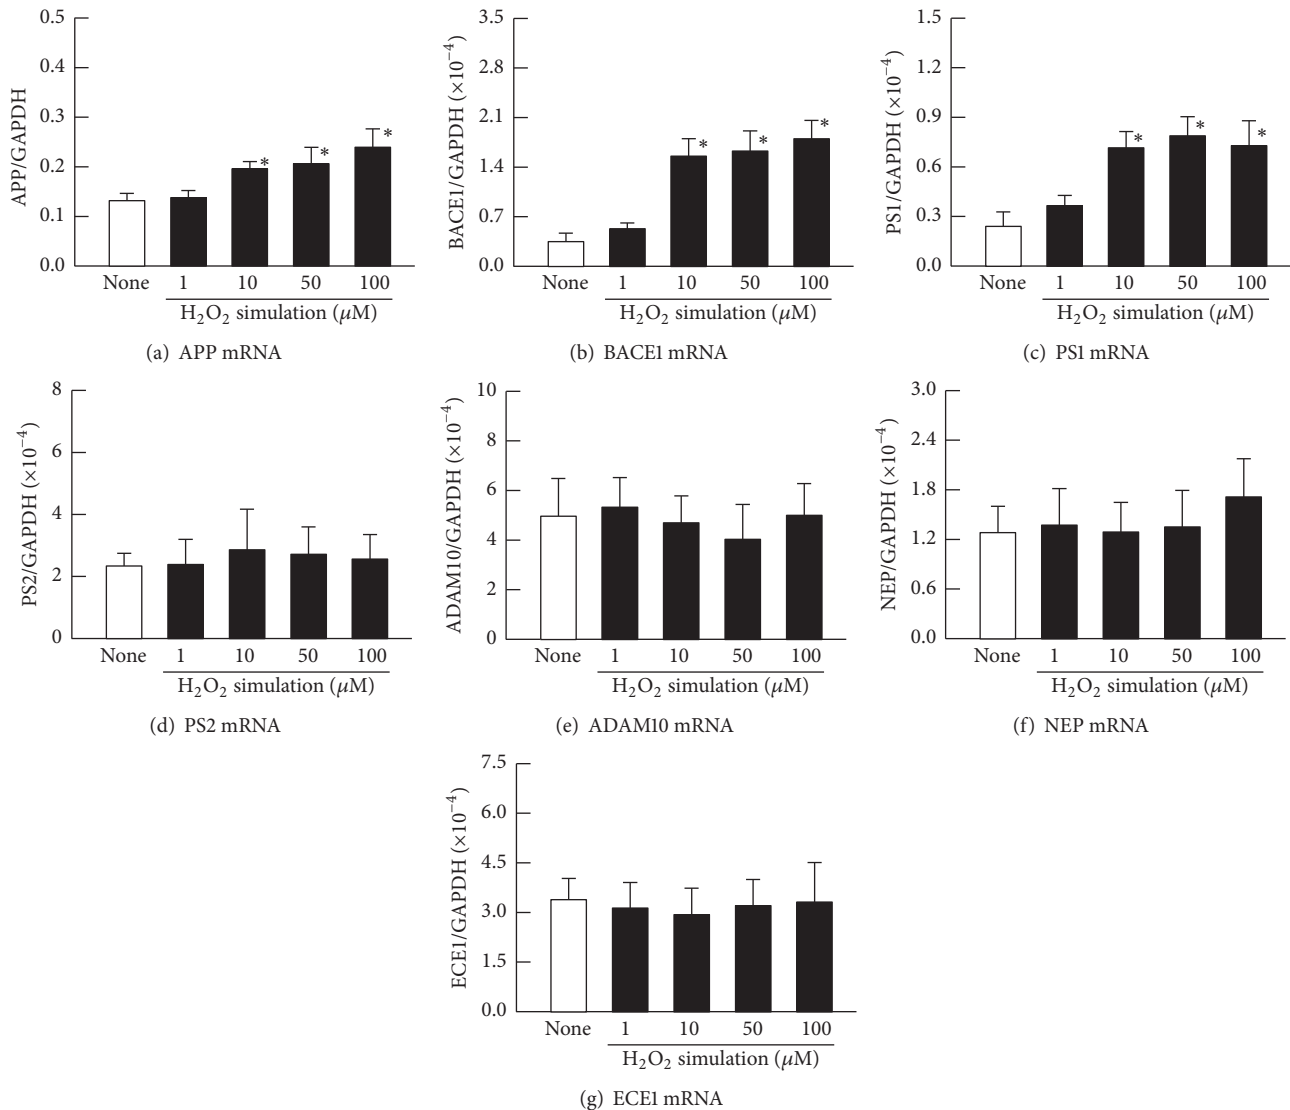 APP/GAPDH
0.5
0.4
0.3
0.2
0.1
0.0
*
*
*
None 1 10 50 100
H₂O₂ simulation (μM)
(a) APP mRNA
BACE1/GAPDH (×10⁻⁴)
3.5
2.8
2.1
1.4
0.7
0.0
*
*
*
None 1 10 50 100
H₂O₂ simulation (μM)
(b) BACE1 mRNA
PS1/GAPDH (×10⁻⁴)
1.5
1.2
0.9
0.6
0.3
0.0
*
*
*
None 1 10 50 100
H₂O₂ simulation (μM)
(c) PS1 mRNA
PS2/GAPDH (×10⁻⁴)
8
6
4
2
0
None 1 10 50 100
H₂O₂ simulation (μM)
(d) PS2 mRNA
ADAM10/GAPDH (×10⁻⁴)
10
8
6
4
2
0
None 1 10 50 100
H₂O₂ simulation (μM)
(e) ADAM10 mRNA
NEP/GAPDH (×10⁻⁴)
3.0
2.4
1.8
1.2
0.6
0.0
None 1 10 50 100
H₂O₂ simulation (μM)
(f) NEP mRNA
ECE1/GAPDH (×10⁻⁴)
7.5
6.0
4.5
3.0
1.5
0.0
None 1 10 50 100
H₂O₂ simulation (μM)
(g) ECE1 mRNA